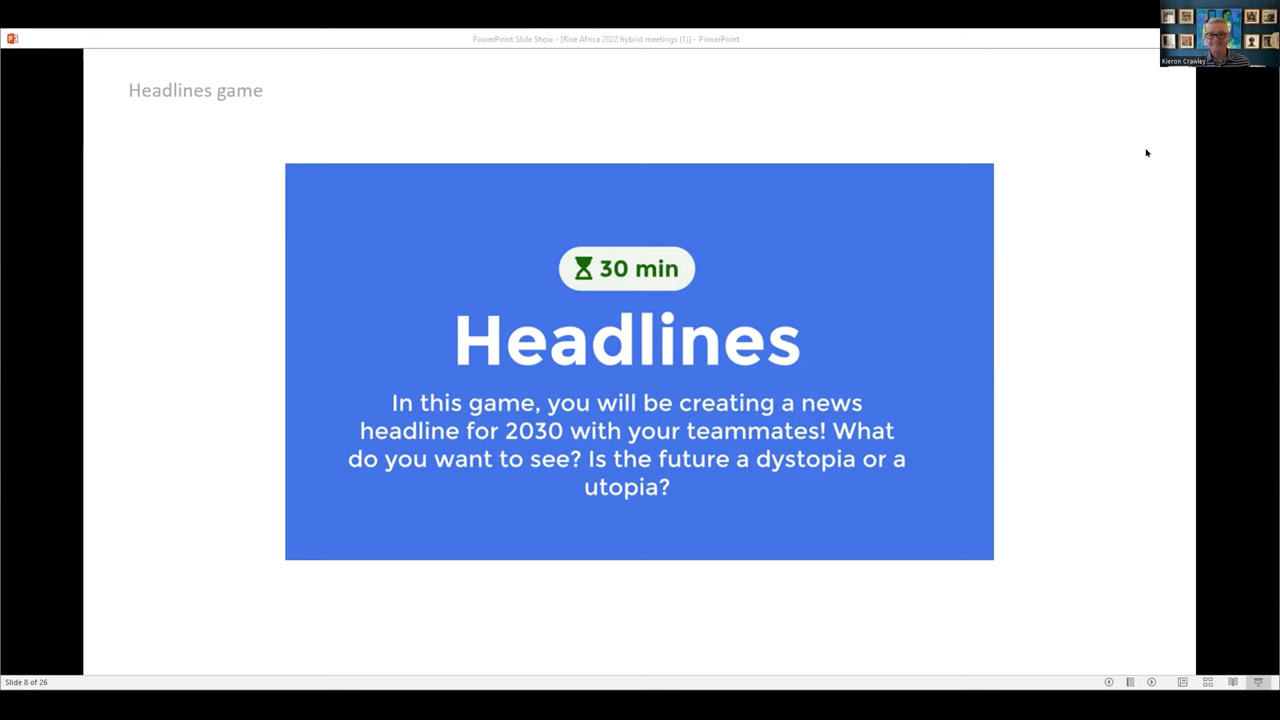 PowerPoint Slide Show - [Rise Africa 2022 hybrid meetings (1)] - PowerPoint
Kieron Crawley
Headlines game
30 min
Headlines
In this game, you will be creating a news
headline for 2030 with your teammates! What
do you want to see? Is the future a dystopia or a
utopia?
Slide 8 of 26